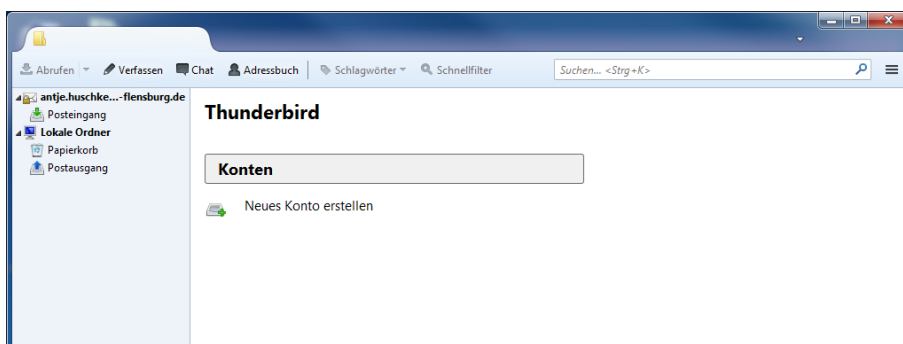 Abrufen Verfassen Chat Adressbuch Schlagwörter Schnellfilter Suchen... <Strg+K>
antje.huschke...-flensburg.de
Posteingang
Lokale Ordner
Papierkorb
Postausgang
Thunderbird
Konten
Neues Konto erstellen